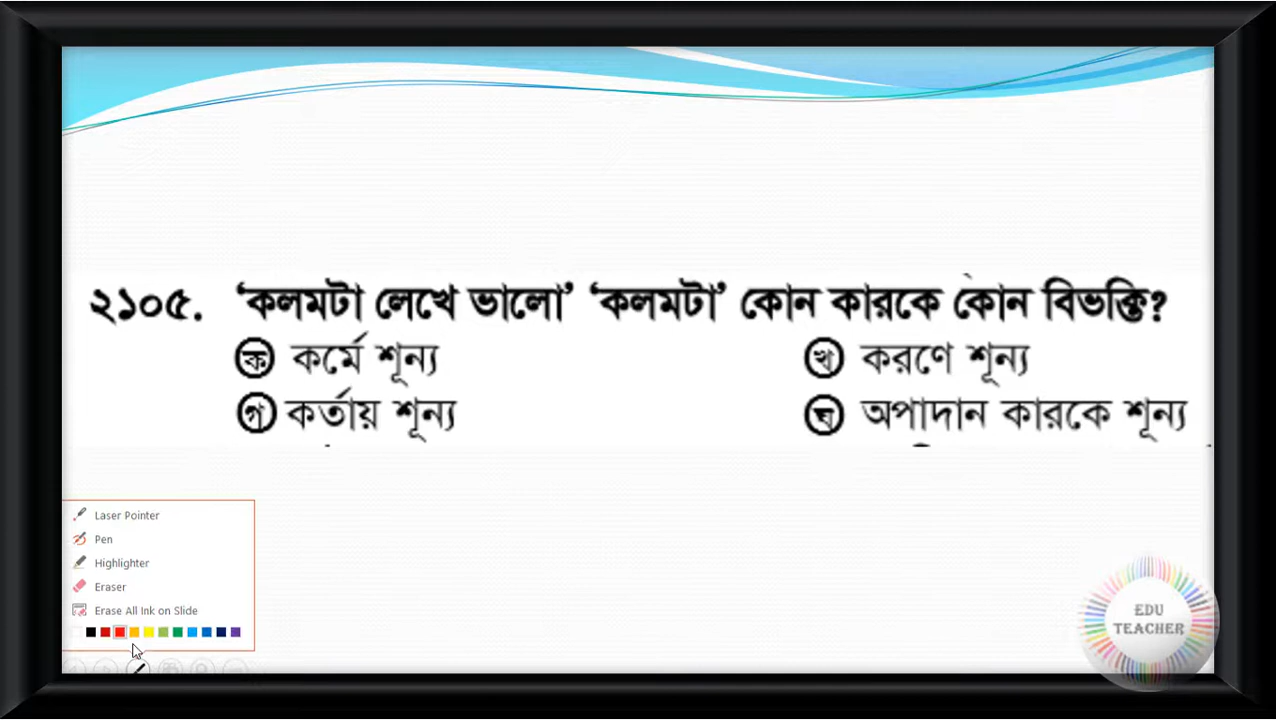 ২১০৫. ‘কলমটা লেখে ভালো’ ‘কলমটা’ কোন কারকে কোন বিভক্তি?
ক কর্মে শূন্য খ করণে শূন্য
গ কর্তায় শূন্য ঘ অপাদান কারকে শূন্য
Laser Pointer
Pen
Highlighter
Eraser
Erase All Ink on Slide
EDU
TEACHER